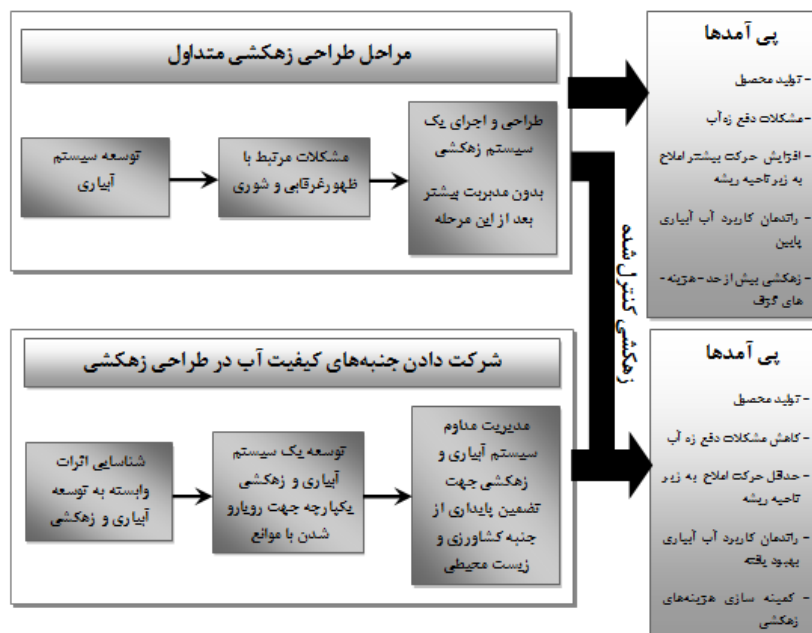 مراحل طراحی زهکشی متداول
توسعه سیستم
آبیاری
مشکلات مرتبط با
ظهورغرقابی و شوری
طراحی و اجرای یک
سیستم زهکشی
بدون مدیریت بیشتر
بعد از این مرحله
پی آمدها
- تولید محصول
-مشکلات دفع زه آب
- افزایش حرکت بیشتر املاح
به زیر ناحیه ریشه
- راندمان کاربرد آب آبیاری
پایین
- زهکشی بیش از حد -هزینه-
های گزاف
زهکشی کنترل شده
شرکت دادن جنبه‌های کیفیت آب در طراحی زهکشی
شناسایی اثرات
وابسته به توسعه
آبیاری و زهکشی
توسعه یک سیستم
آبیاری و زهکشی
یکپارچه جهت رویارو
شدن با موانع
مدیریت مداوم
سیستم آبیاری و
زهکشی جهت
تضمین پایداری از
جنبه کشاورزی و
زیست محیطی
پی آمدها
- تولید محصول
- کاهش مشکلات دفع زه آب
- حداقل حرکت املاح به زیر
ناحیه ریشه
- راندمان کاربرد آب آبیاری
بهبود یافته
- کمینه سازی هزینه‌های
زهکشی